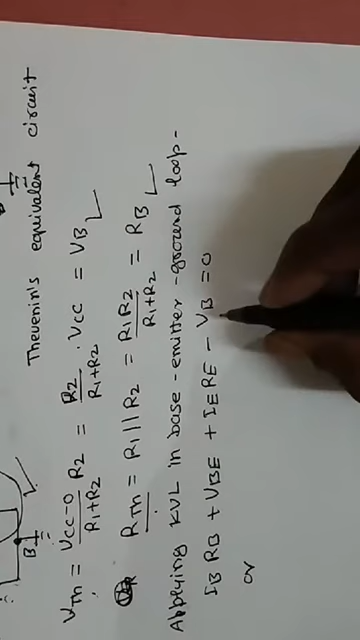 B
Thevenin's equivalent circuit
VTh = VCC-0/R1+R2 R2 = R2/R1+R2 . VCC = VB
RTh = R1 || R2 = R1R2/R1+R2 = RB
Applying KVL in base-emitter-ground loop-
IB RB + VBE + IERE - VB = 0
or